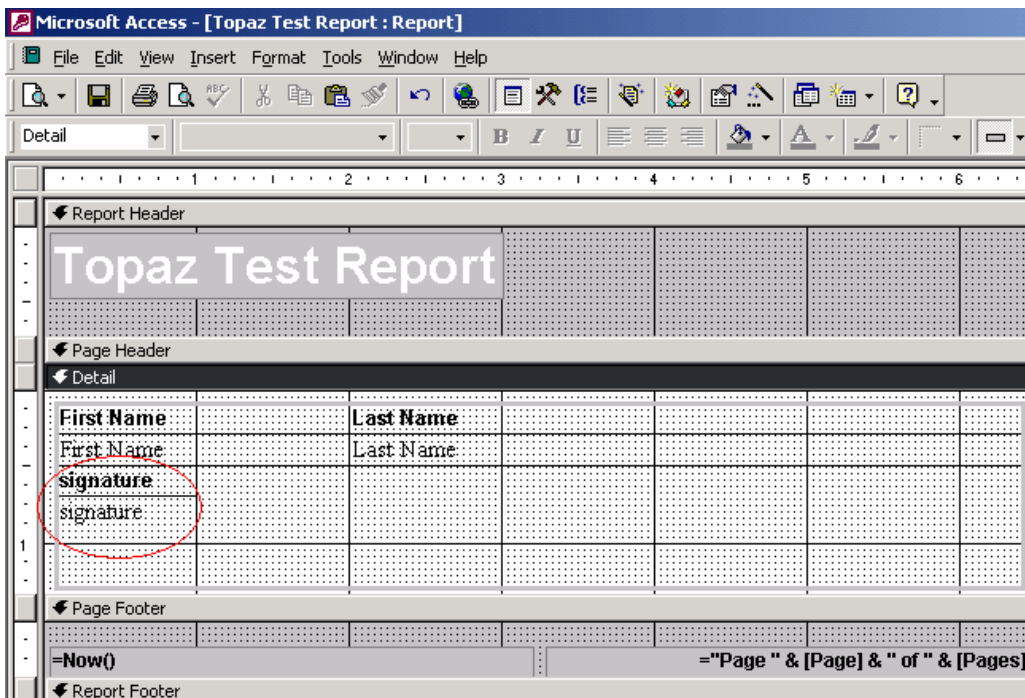 Microsoft Access - [Topaz Test Report : Report]
File Edit View Insert Format Tools Window Help
ABC
Detail B I U A
1 2 3 4 5 6
Report Header
Topaz Test Report
Page Header
Detail
First Name Last Name
First Name Last Name
signature
signature
1
Page Footer
=Now() ="Page " & [Page] & " of " & [Pages]
Report Footer